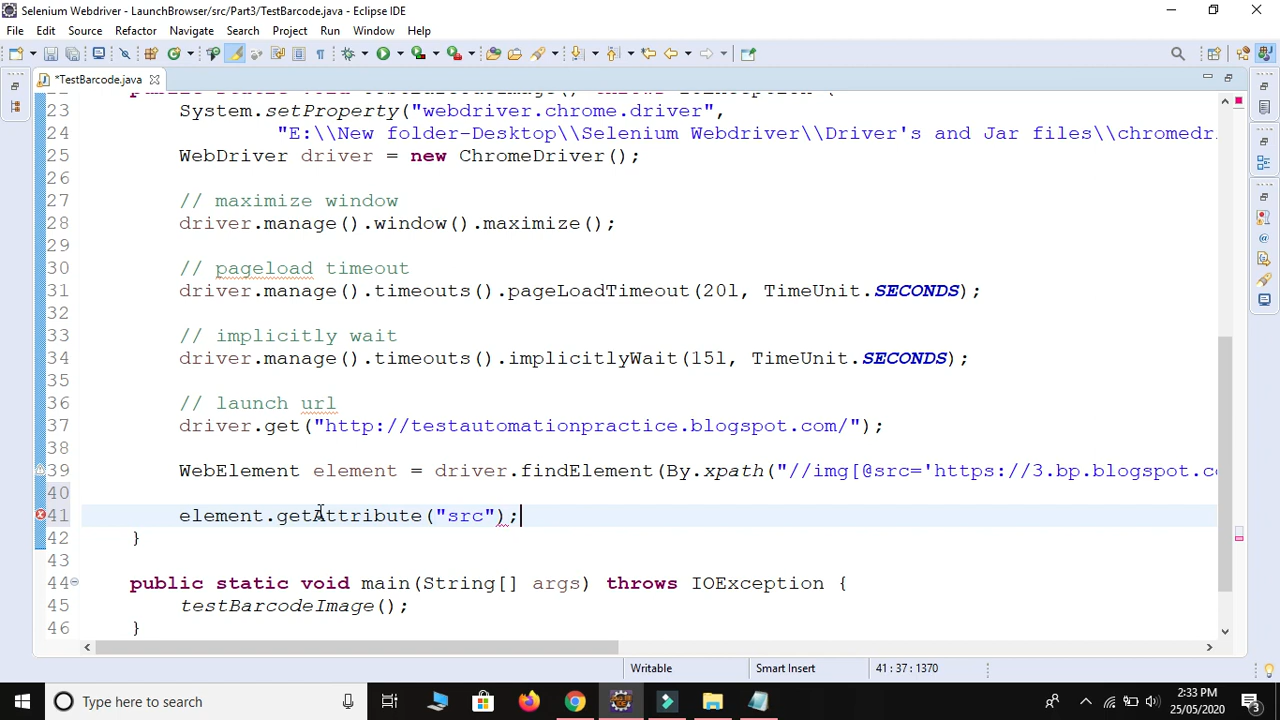 Selenium Webdriver - LaunchBrowser/src/Part3/TestBarcode.java - Eclipse IDE
File Edit Source Refactor Navigate Search Project Run Window Help
*TestBarcode.java
23 System.setProperty("webdriver.chrome.driver",
24 "E:\\New folder-Desktop\\Selenium Webdriver\\Driver's and Jar files\\chromedri
25 WebDriver driver = new ChromeDriver();
26
27 // maximize window
28 driver.manage().window().maximize();
29
30 // pageload timeout
31 driver.manage().timeouts().pageLoadTimeout(20l, TimeUnit.SECONDS);
32
33 // implicitly wait
34 driver.manage().timeouts().implicitlyWait(15l, TimeUnit.SECONDS);
35
36 // launch url
37 driver.get("http://testautomationpractice.blogspot.com/");
38
39 WebElement element = driver.findElement(By.xpath("//img[@src='https://3.bp.blogspot.co
40
41 element.getAttribute("src");
42 }
43
44 public static void main(String[] args) throws IOException {
45 testBarcodeImage();
46 }
Writable Smart Insert 41 : 37 : 1370
Type here to search
2:33 PM
25/05/2020
3